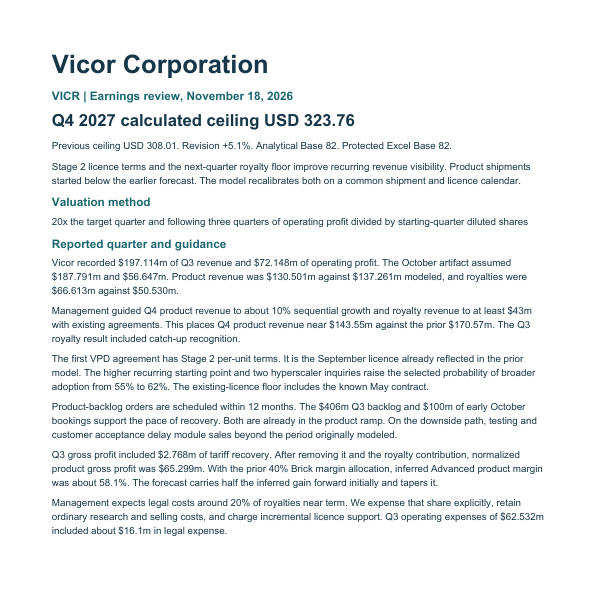 Vicor Corporation
VICR | Earnings review, November 18, 2026
Q4 2027 calculated ceiling USD 323.76
Previous ceiling USD 308.01. Revision +5.1%. Analytical Base 82. Protected Excel Base 82.
Stage 2 licence terms and the next-quarter royalty floor improve recurring revenue visibility. Product shipments
started below the earlier forecast. The model recalibrates both on a common shipment and licence calendar.
Valuation method
20x the target quarter and following three quarters of operating profit divided by starting-quarter diluted shares
Reported quarter and guidance
Vicor recorded $197.114m of Q3 revenue and $72.148m of operating profit. The October artifact assumed
$187.791m and $56.647m. Product revenue was $130.501m against $137.261m modeled, and royalties were
$66.613m against $50.530m.
Management guided Q4 product revenue to about 10% sequential growth and royalty revenue to at least $43m
with existing agreements. This places Q4 product revenue near $143.55m against the prior $170.57m. The Q3
royalty result included catch-up recognition.
The first VPD agreement has Stage 2 per-unit terms. It is the September licence already reflected in the prior
model. The higher recurring starting point and two hyperscaler inquiries raise the selected probability of broader
adoption from 55% to 62%. The existing-licence floor includes the known May contract.
Product-backlog orders are scheduled within 12 months. The $406m Q3 backlog and $100m of early October
bookings support the pace of recovery. Both are already in the product ramp. On the downside path, testing and
customer acceptance delay module sales beyond the period originally modeled.
Q3 gross profit included $2.768m of tariff recovery. After removing it and the royalty contribution, normalized
product gross profit was $65.299m. With the prior 40% Brick margin allocation, inferred Advanced product margin
was about 58.1%. The forecast carries half the inferred gain forward initially and tapers it.
Management expects legal costs around 20% of royalties near term. We expense that share explicitly, retain
ordinary research and selling costs, and charge incremental licence support. Q3 operating expenses of $62.532m
included about $16.1m in legal expense.